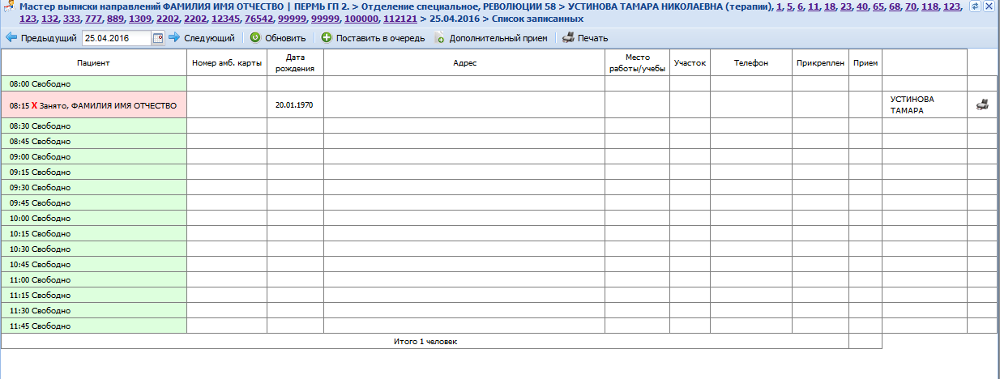 Мастер выписки направлений ФАМИЛИЯ ИМЯ ОТЧЕСТВО | ПЕРМЬ ГП 2. > Отделение специальное, РЕВОЛЮЦИИ 58 > УСТИНОВА ТАМАРА НИКОЛАЕВНА (терапии), 1, 5, 6, 11, 18, 23, 40, 65, 68, 70, 118, 123,
123, 132, 333, 777, 889, 1309, 2202, 2202, 12345, 76542, 99999, 99999, 100000, 112121 > 25.04.2016 > Список записанных
Предыдущий 25.04.2016 Следующий Обновить Поставить в очередь Дополнительный прием Печать
Пациент Номер амб. карты Дата рождения Адрес Место работы/учебы Участок Телефон Прикреплен Прием
08:00 Свободно
08:15 X Занято, ФАМИЛИЯ ИМЯ ОТЧЕСТВО 20.01.1970 УСТИНОВА ТАМАРА
08:30 Свободно
08:45 Свободно
09:00 Свободно
09:15 Свободно
09:30 Свободно
09:45 Свободно
10:00 Свободно
10:15 Свободно
10:30 Свободно
10:45 Свободно
11:00 Свободно
11:15 Свободно
11:30 Свободно
11:45 Свободно
Итого 1 человек